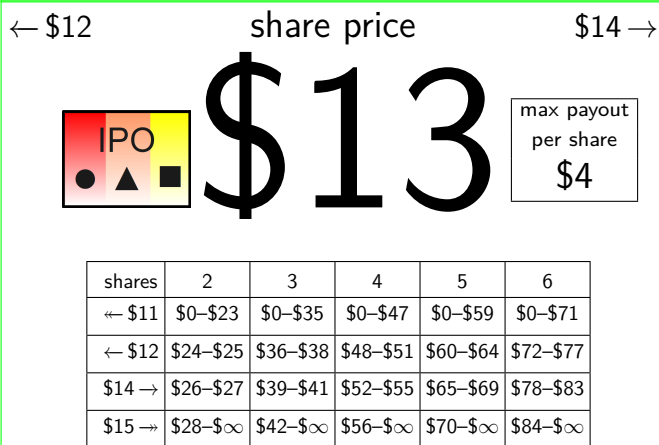 ← $12 share price $14 →
IPO
● ▲ ■
$13
max payout
per share
$4
shares 2 3 4 5 6
↞ $11 $0–$23 $0–$35 $0–$47 $0–$59 $0–$71
← $12 $24–$25 $36–$38 $48–$51 $60–$64 $72–$77
$14 → $26–$27 $39–$41 $52–$55 $65–$69 $78–$83
$15 ↠ $28–$∞ $42–$∞ $56–$∞ $70–$∞ $84–$∞